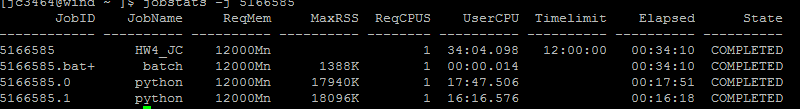 [jc3464@wind ~ ]$ jobstats -j 5166585
JobID JobName ReqMem MaxRSS ReqCPUS UserCPU Timelimit Elapsed State
------------ ---------- ---------- ---------- -------- ---------- ---------- ---------- ----------
5166585 HW4_JC 12000Mn 1 34:04.098 12:00:00 00:34:10 COMPLETED
5166585.bat+ batch 12000Mn 1388K 1 00:00.014 00:34:10 COMPLETED
5166585.0 python 12000Mn 17940K 1 17:47.506 00:17:51 COMPLETED
5166585.1 python 12000Mn 18096K 1 16:16.576 00:16:18 COMPLETED